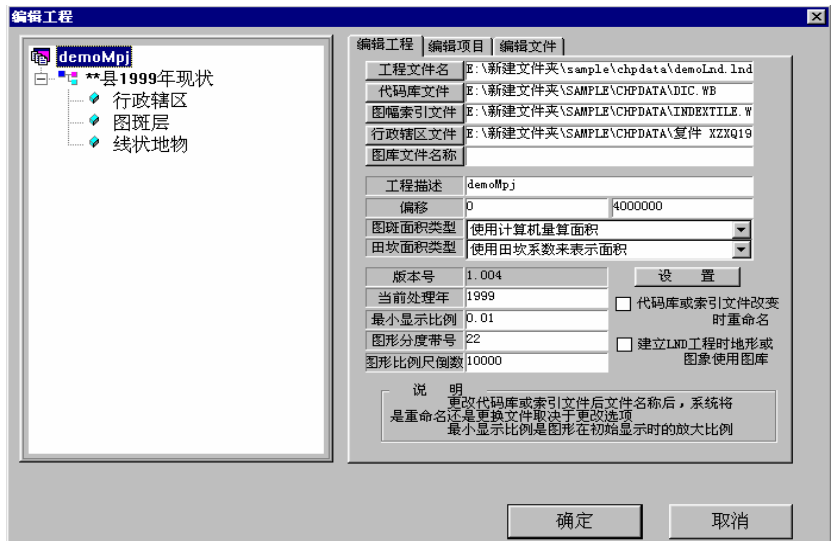 编辑工程
demoMpj
**县1999年现状
行政辖区
图斑层
线状地物
编辑工程 编辑项目 编辑文件
工程文件名 E:\新建文件夹\sample\chpdata\demoLnd.lnd
代码库文件 E:\新建文件夹\SAMPLE\CHPDATA\DIC.WB
图幅索引文件 E:\新建文件夹\SAMPLE\CHPDATA\INDEXTILE.W
行政辖区文件 E:\新建文件夹\SAMPLE\CHPDATA\复件 XZXQ19
图库文件名称
工程描述 demoMpj
偏移 0 4000000
图斑面积类型 使用计算机量算面积
田坎面积类型 使用田坎系数来表示面积
版本号 1.004 设 置
当前处理年 1999
代码库或索引文件改变
时重命名
最小显示比例 0.01
图形分度带号 22
建立LND工程时地形或
图象使用图库
图形比例尺倒数 10000
说 明
更改代码库或索引文件后文件名称后，系统将
是重命名还是更换文件取决于更改选项
最小显示比例是图形在初始显示时的放大比例
确定 取消